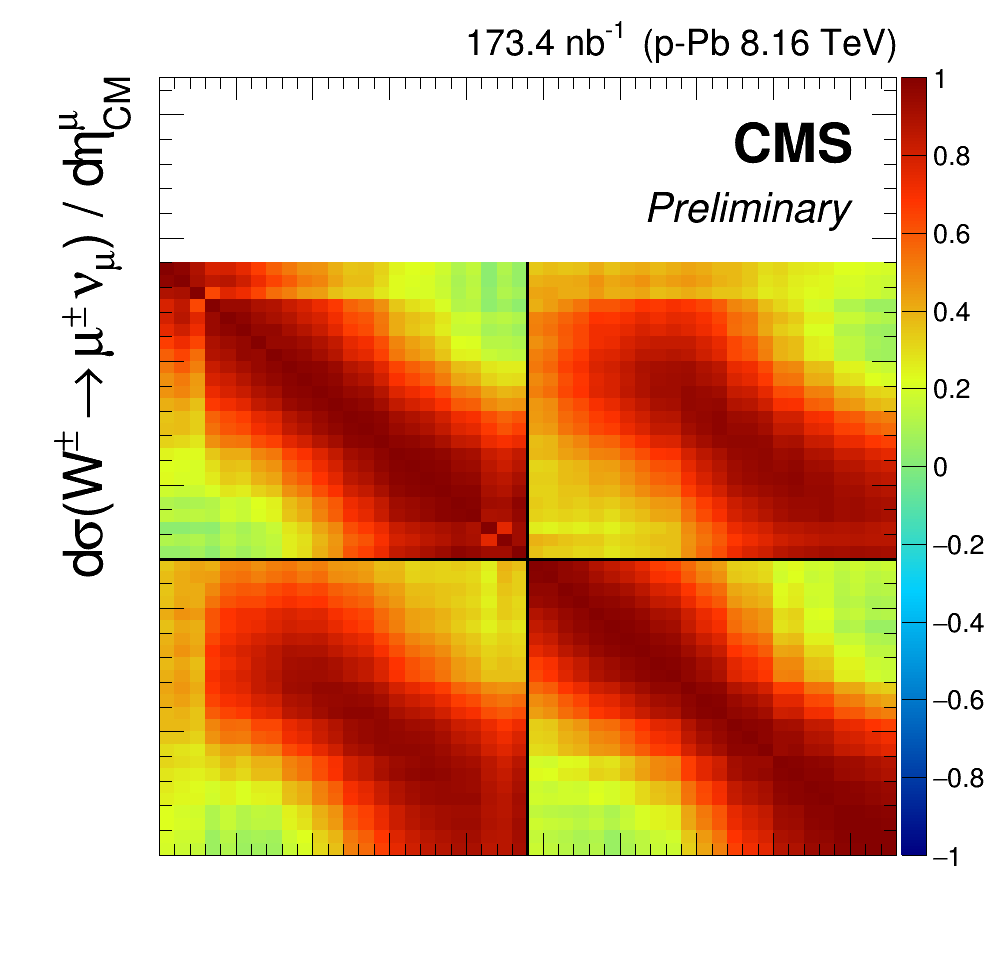 173.4 nb⁻¹ (p-Pb 8.16 TeV)
dσ(W± → μ± νμ) / dημCM
CMS
Preliminary
1
0.8
0.6
0.4
0.2
0
−0.2
−0.4
−0.6
−0.8
−1